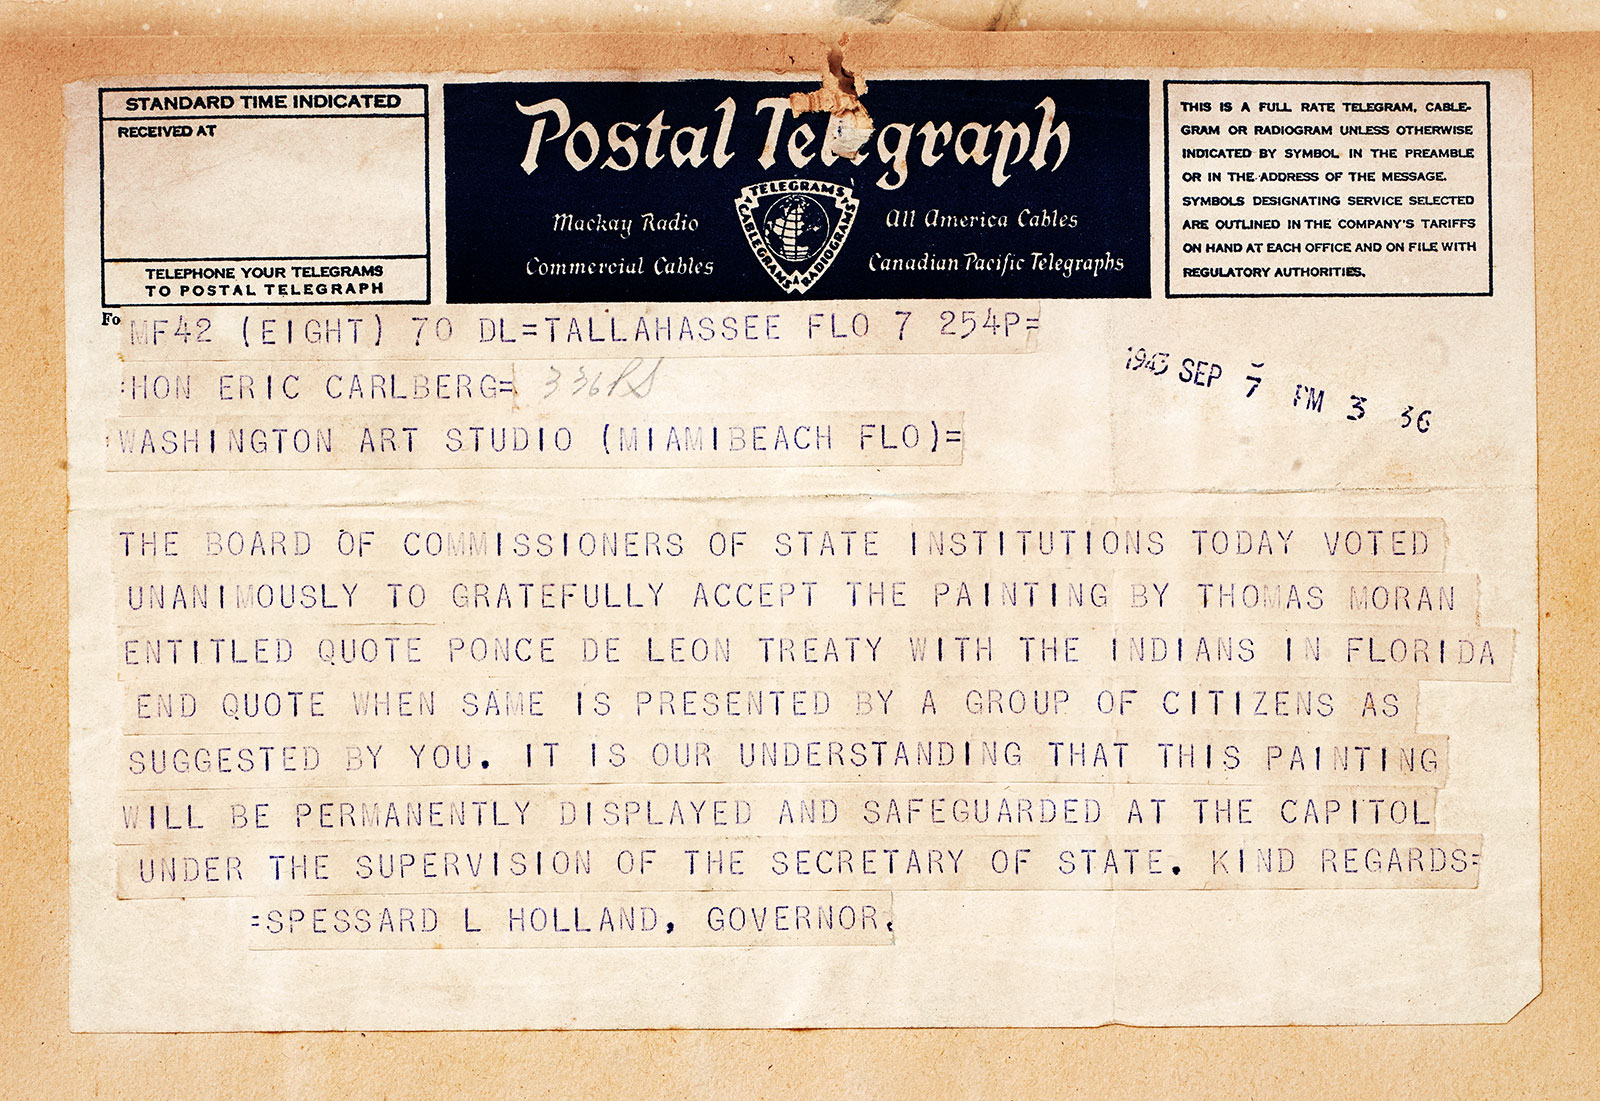 STANDARD TIME INDICATED
RECEIVED AT
TELEPHONE YOUR TELEGRAMS
TO POSTAL TELEGRAPH
Postal Telegraph
Mackay Radio
Commercial Cables
TELEGRAMS
CABLEGRAMS
RADIOGRAMS
All America Cables
Canadian Pacific Telegraphs
THIS IS A FULL RATE TELEGRAM, CABLE-
GRAM OR RADIOGRAM UNLESS OTHERWISE
INDICATED BY SYMBOL IN THE PREAMBLE
OR IN THE ADDRESS OF THE MESSAGE.
SYMBOLS DESIGNATING SERVICE SELECTED
ARE OUTLINED IN THE COMPANY'S TARIFFS
ON HAND AT EACH OFFICE AND ON FILE WITH
REGULATORY AUTHORITIES.
Fo
MF42 (EIGHT) 70 DL=TALLAHASSEE FLO 7 254P=
1943 SEP 7 PM 3 36
=HON ERIC CARLBERG= 336PS
WASHINGTON ART STUDIO (MIAMIBEACH FLO)=
THE BOARD OF COMMISSIONERS OF STATE INSTITUTIONS TODAY VOTED
UNANIMOUSLY TO GRATEFULLY ACCEPT THE PAINTING BY THOMAS MORAN
ENTITLED QUOTE PONCE DE LEON TREATY WITH THE INDIANS IN FLORIDA
END QUOTE WHEN SAME IS PRESENTED BY A GROUP OF CITIZENS AS
SUGGESTED BY YOU. IT IS OUR UNDERSTANDING THAT THIS PAINTING
WILL BE PERMANENTLY DISPLAYED AND SAFEGUARDED AT THE CAPITOL
UNDER THE SUPERVISION OF THE SECRETARY OF STATE. KIND REGARDS=
=SPESSARD L HOLLAND, GOVERNOR.